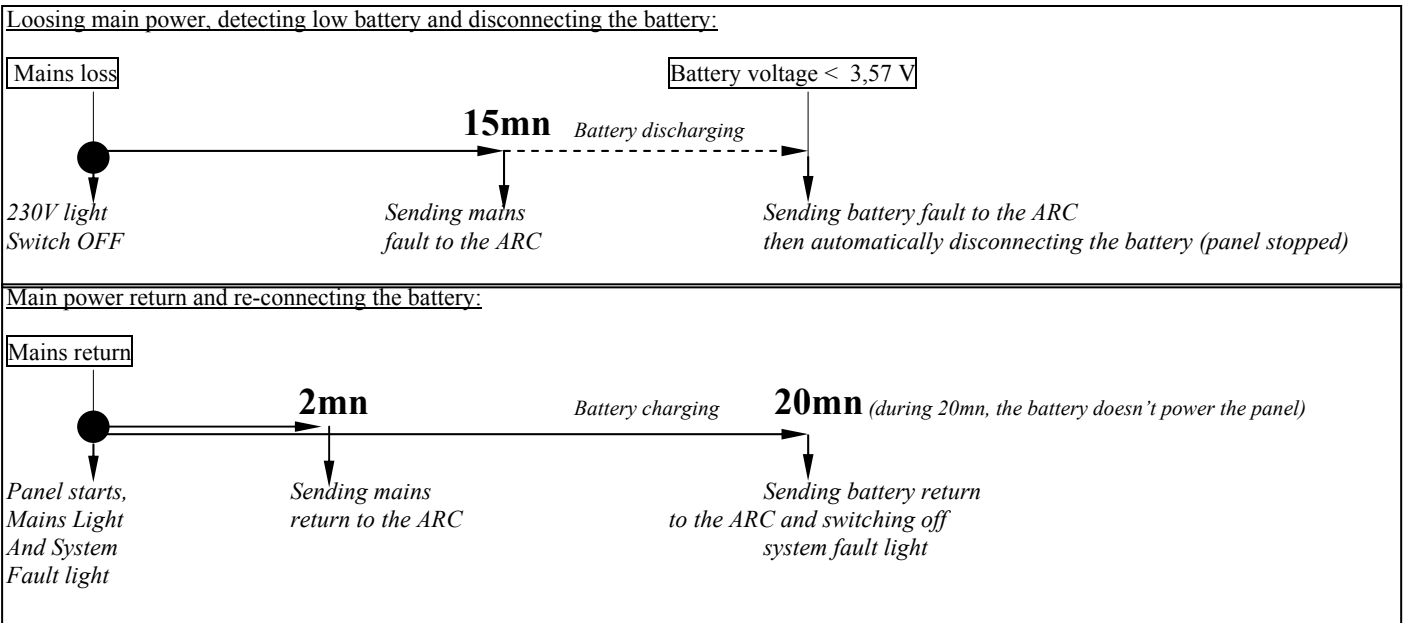 Loosing main power, detecting low battery and disconnecting the battery:
Mains loss
Battery voltage < 3,57 V
15mn Battery discharging
230V light
Switch OFF
Sending mains
fault to the ARC
Sending battery fault to the ARC
then automatically disconnecting the battery (panel stopped)
Main power return and re-connecting the battery:
Mains return
2mn
Battery charging
20mn (during 20mn, the battery doesn’t power the panel)
Panel starts,
Mains Light
And System
Fault light
Sending mains
return to the ARC
Sending battery return
to the ARC and switching off
system fault light